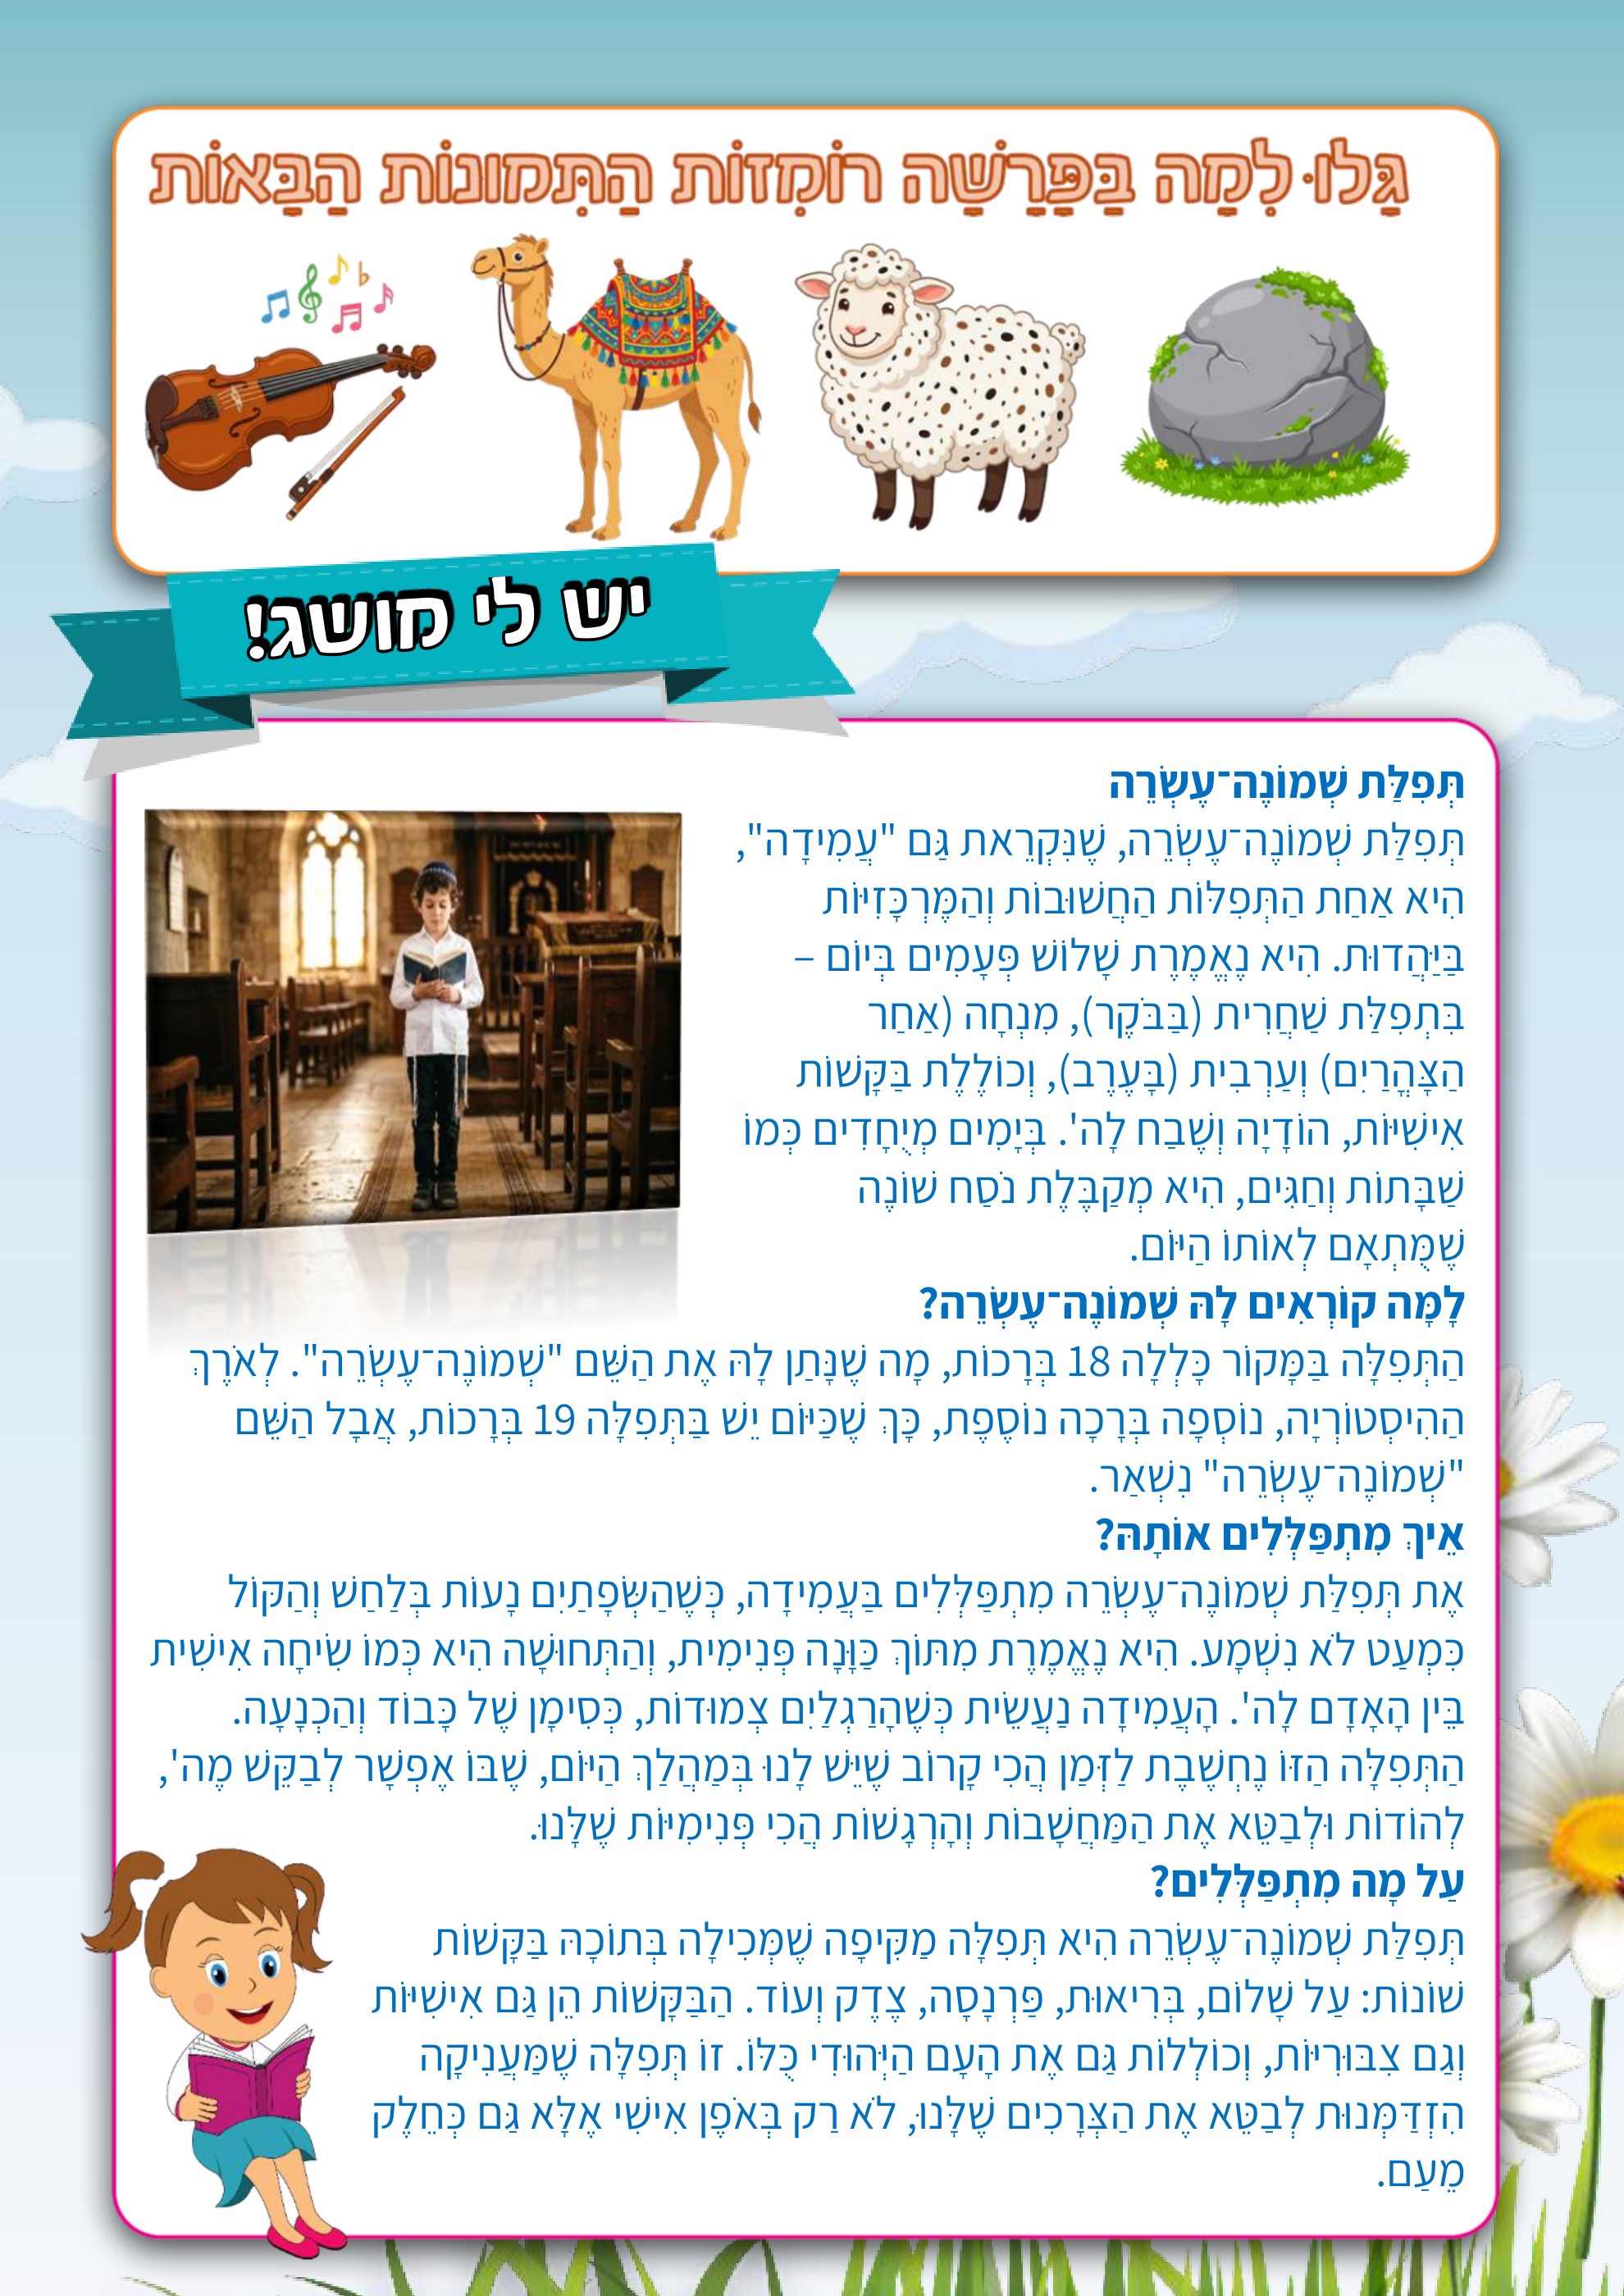 גַּלּוּ לְמַה בַּפַּרַשַׁה רוֹמְזוֹת הַתְּמוּנוֹת הַבַּאוֹת
יש לי מושג!
תְּפִלַּת שְׁמוֹנֶה־עֶשְׂרֵה
תְּפִלַּת שְׁמוֹנֶה־עֶשְׂרֵה, שֶׁנִּקְרֵאת גַּם "עֲמִידָה",
הִיא אַחַת הַתְּפִלּוֹת הַחֲשׁוּבוֹת וְהַמֶּרְכָּזִיּוֹת
בַּיַּהֲדוּת. הִיא נֶאֱמֶרֶת שָׁלוֹשׁ פְּעָמִים בְּיוֹם –
בִּתְפִלַּת שַׁחֲרִית (בַּבֹּקֶר), מִנְחָה (אַחַר
הַצָּהֳרַיִם) וְעַרְבִית (בָּעֶרֶב), וְכוֹלֶלֶת בַּקָּשׁוֹת
אִישִׁיּוֹת, הוֹדָיָה וְשֶׁבַח לָה'. בְּיָמִים מְיֻחָדִים כְּמוֹ
שַׁבָּתוֹת וְחַגִּים, הִיא מְקַבֶּלֶת נֹסַח שׁוֹנֶה
שֶׁמֻּתְאָם לְאוֹתוֹ הַיּוֹם.
לָמָּה קוֹרְאִים לָהּ שְׁמוֹנֶה־עֶשְׂרֵה?
הַתְּפִלָּה בַּמָּקוֹר כָּלְלָה 18 בְּרָכוֹת, מָה שֶׁנָּתַן לָהּ אֶת הַשֵּׁם "שְׁמוֹנֶה־עֶשְׂרֵה". לְאֹרֶךְ
הַהִיסְטוֹרְיָה, נוֹסְפָה בְּרָכָה נוֹסֶפֶת, כָּךְ שֶׁכַּיּוֹם יֵשׁ בַּתְּפִלָּה 19 בְּרָכוֹת, אֲבָל הַשֵּׁם
"שְׁמוֹנֶה־עֶשְׂרֵה" נִשְׁאַר.
אֵיךְ מִתְפַּלְּלִים אוֹתָהּ?
אֶת תְּפִלַּת שְׁמוֹנֶה־עֶשְׂרֵה מִתְפַּלְּלִים בַּעֲמִידָה, כְּשֶׁהַשְּׂפָתַיִם נָעוֹת בְּלַחַשׁ וְהַקּוֹל
כִּמְעַט לֹא נִשְׁמָע. הִיא נֶאֱמֶרֶת מִתּוֹךְ כַּוָּנָה פְּנִימִית, וְהַתְּחוּשָׁה הִיא כְּמוֹ שִׂיחָה אִישִׁית
בֵּין הָאָדָם לָה'. הָעֲמִידָה נַעֲשֵׂית כְּשֶׁהָרַגְלַיִם צְמוּדוֹת, כְּסִימָן שֶׁל כָּבוֹד וְהַכְנָעָה.
הַתְּפִלָּה הַזּוֹ נֶחְשֶׁבֶת לַזְּמַן הֲכִי קָרוֹב שֶׁיֵּשׁ לָנוּ בְּמַהֲלַךְ הַיּוֹם, שֶׁבּוֹ אֶפְשָׁר לְבַקֵּשׁ מֶה',
לְהוֹדוֹת וּלְבַטֵּא אֶת הַמַּחֲשָׁבוֹת וְהָרְגָשׁוֹת הֲכִי פְּנִימִיּוֹת שֶׁלָּנוּ.
עַל מָה מִתְפַּלְּלִים?
תְּפִלַּת שְׁמוֹנֶה־עֶשְׂרֵה הִיא תְּפִלָּה מַקִּיפָה שֶׁמְּכִילָה בְּתוֹכָהּ בַּקָּשׁוֹת
שׁוֹנוֹת: עַל שָׁלוֹם, בְּרִיאוּת, פַּרְנָסָה, צֶדֶק וְעוֹד. הַבַּקָּשׁוֹת הֵן גַּם אִישִׁיּוֹת
וְגַם צִבּוּרִיּוֹת, וְכוֹלְלוֹת גַּם אֶת הָעָם הַיְּהוּדִי כֻּלּוֹ. זוֹ תְּפִלָּה שֶׁמַּעֲנִיקָה
הִזְדַּמְּנוּת לְבַטֵּא אֶת הַצְּרָכִים שֶׁלָּנוּ, לֹא רַק בְּאֹפֶן אִישִׁי אֶלָּא גַּם כְּחֵלֶק
מֵעַם.